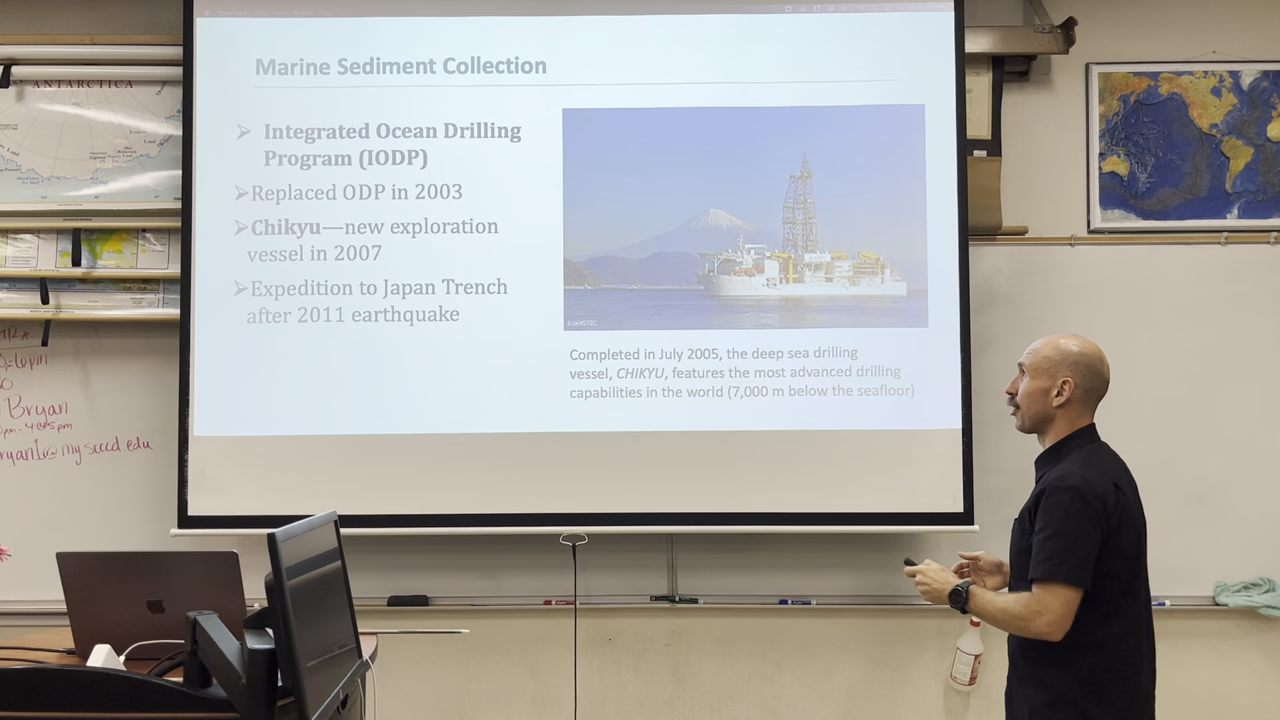 Marine Sediment Collection
➢ Integrated Ocean Drilling
Program (IODP)
➢Replaced ODP in 2003
➢Chikyu—new exploration
vessel in 2007
➢Expedition to Japan Trench
after 2011 earthquake
©JAMSTEC
Completed in July 2005, the deep sea drilling
vessel, CHIKYU, features the most advanced drilling
capabilities in the world (7,000 m below the seafloor)
ANTARCTICA
Bryan